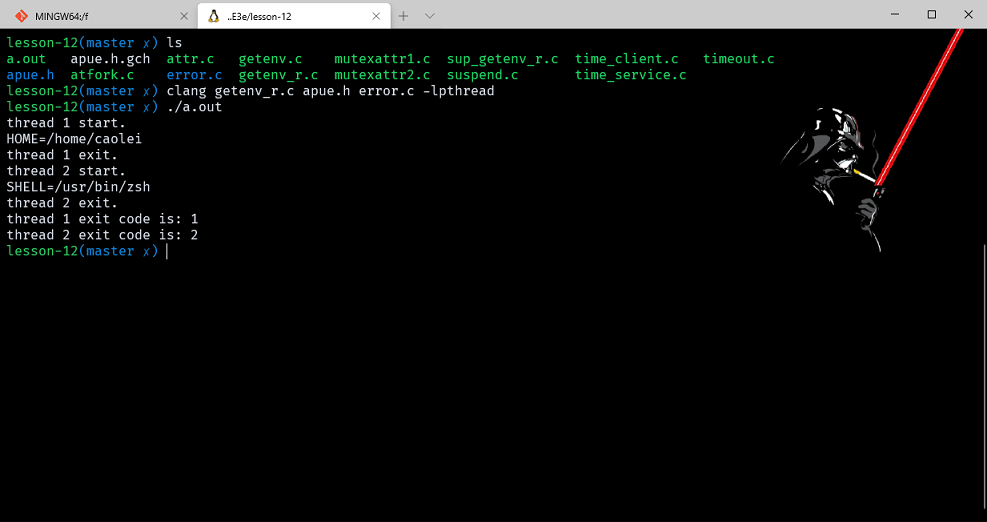 MINGW64:/f
..E3e/lesson-12
lesson-12(master x) ls
a.out apue.h.gch attr.c getenv.c mutexattr1.c sup_getenv_r.c time_client.c timeout.c
apue.h atfork.c error.c getenv_r.c mutexattr2.c suspend.c time_service.c
lesson-12(master x) clang getenv_r.c apue.h error.c -lpthread
lesson-12(master x) ./a.out
thread 1 start.
HOME=/home/caolei
thread 1 exit.
thread 2 start.
SHELL=/usr/bin/zsh
thread 2 exit.
thread 1 exit code is: 1
thread 2 exit code is: 2
lesson-12(master x)